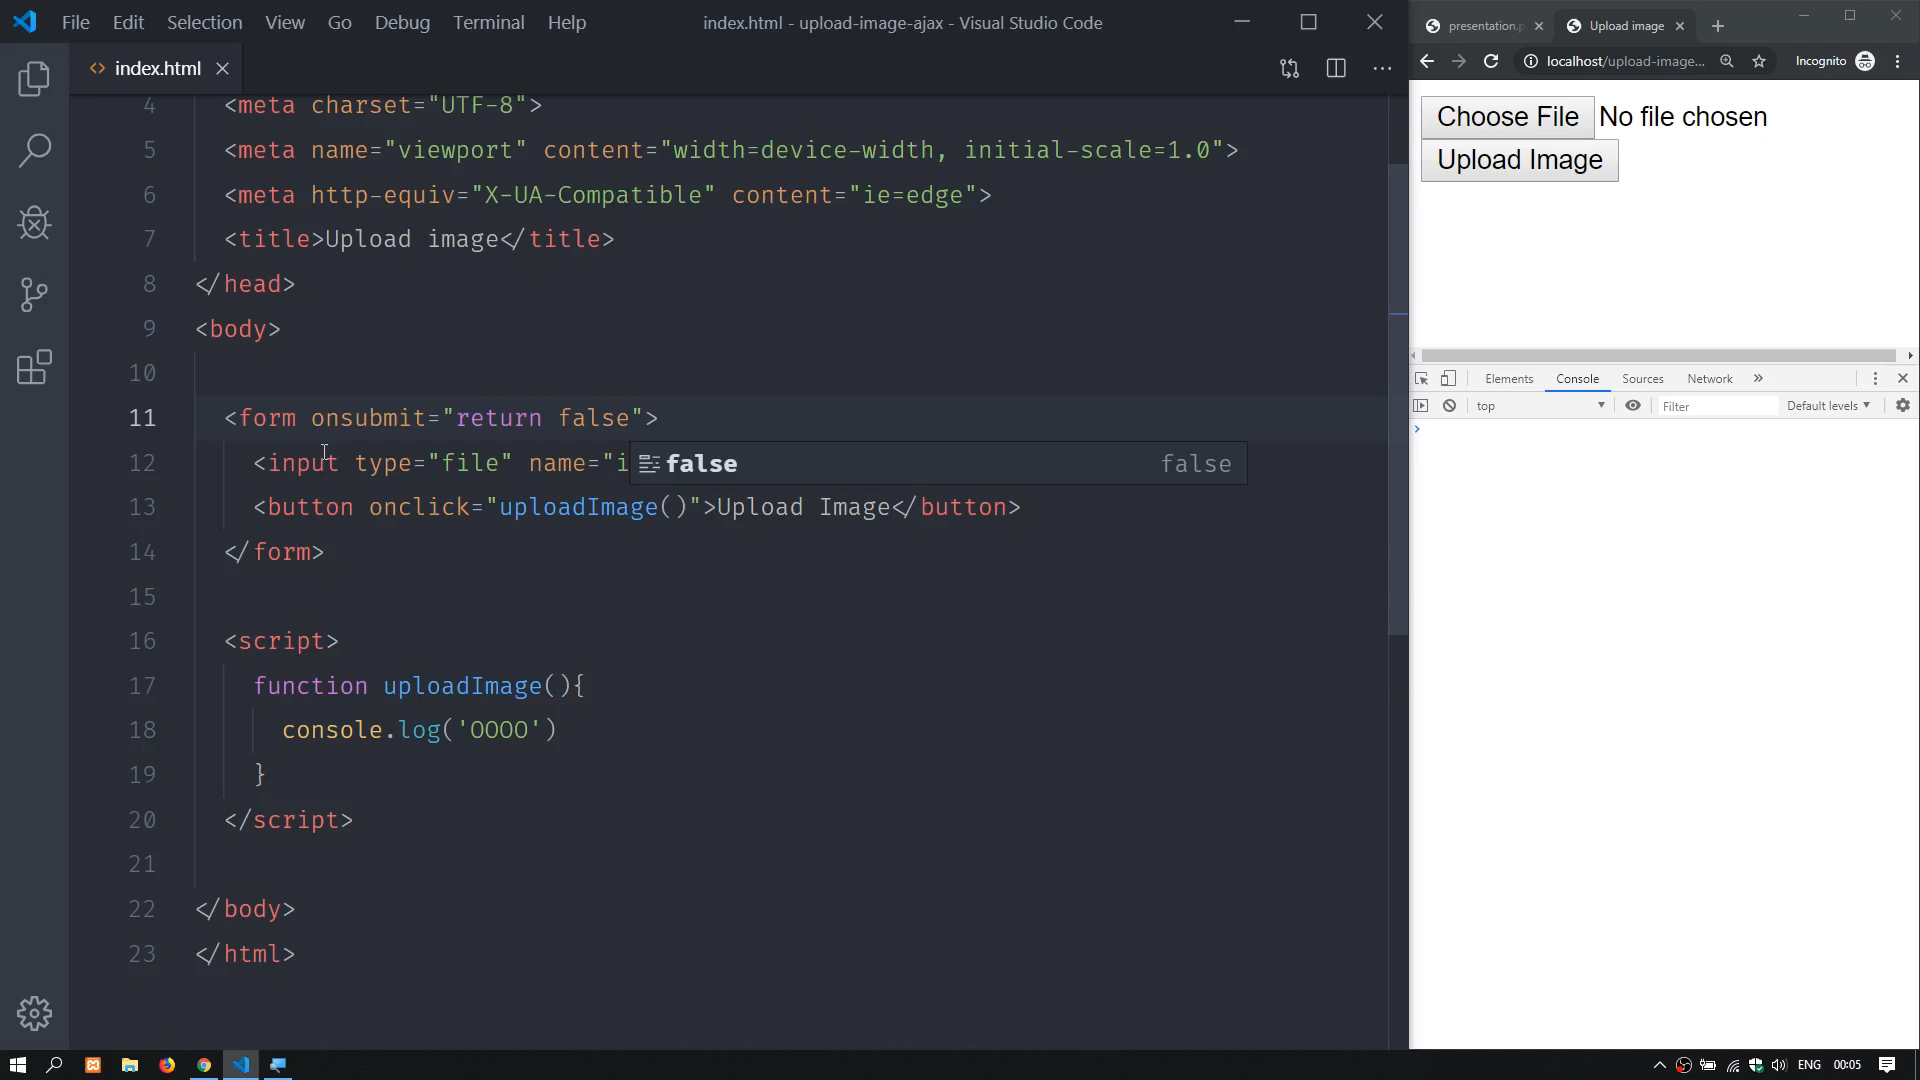 File Edit Selection View Go Debug Terminal Help
index.html - upload-image-ajax - Visual Studio Code
index.html
4 <meta charset="UTF-8">
5 <meta name="viewport" content="width=device-width, initial-scale=1.0">
6 <meta http-equiv="X-UA-Compatible" content="ie=edge">
7 <title>Upload image</title>
8 </head>
9 <body>
10
11 <form onsubmit="return false">
12 <input type="file" name="i
false false
13 <button onclick="uploadImage()">Upload Image</button>
14 </form>
15
16 <script>
17 function uploadImage(){
18 console.log('OOOO')
19 }
20 </script>
21
22 </body>
23 </html>
presentation.p
Upload image
localhost/upload-image...
Incognito
Choose File No file chosen
Upload Image
Elements Console Sources Network »
top
Filter
Default levels
ENG 00:05